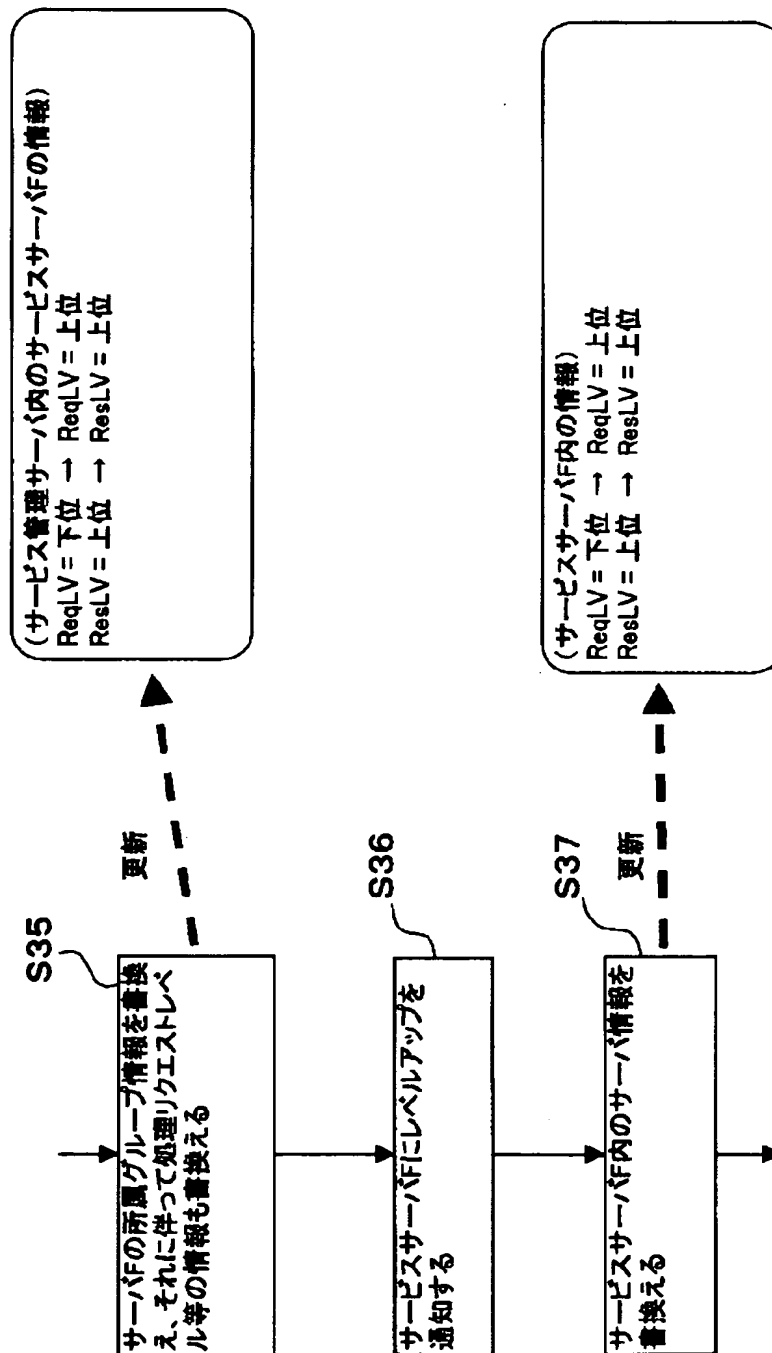 S35
サーバFの所属グループ情報を書換
え、それに伴って処理リクエストレベ
ル等の情報も書換える
更新
(サービス管理サーバ内のサービスサーバFの情報)
ReqLV=下位 → ReqLV=上位
ResLV=上位 → ResLV=上位
S36
サービスサーバFにレベルアップを
通知する
S37
サービスサーバF内のサーバ情報を
書換える
更新
(サービスサーバF内の情報)
ReqLV=下位 → ReqLV=上位
ResLV=上位 → ResLV=上位